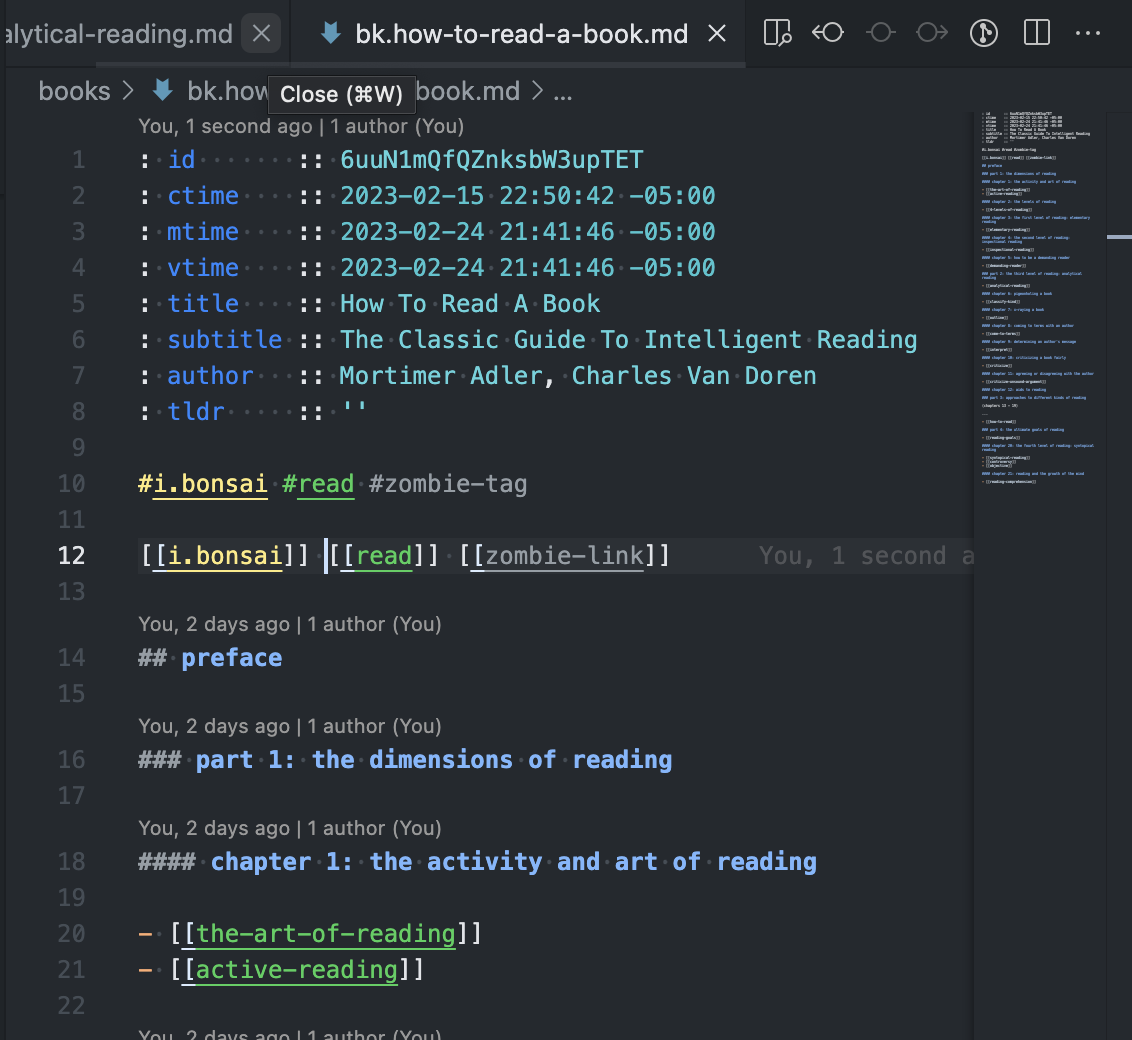 alytical-reading.md
bk.how-to-read-a-book.md
books > bk.how book.md > ...
Close (⌘W)
You, 1 second ago | 1 author (You)
1 : id ······· :: 6uuN1mQfQZnksbW3upTET
2 : ctime ···· :: 2023-02-15 22:50:42 -05:00
3 : mtime ···· :: 2023-02-24 21:41:46 -05:00
4 : vtime ···· :: 2023-02-24 21:41:46 -05:00
5 : title ···· :: How To Read A Book
6 : subtitle · :: The Classic Guide To Intelligent Reading
7 : author ··· :: Mortimer Adler, Charles Van Doren
8 : tldr ····· :: ''
9
10 #i.bonsai #read #zombie-tag
11
12 [[i.bonsai]] [[read]] [[zombie-link]] You, 1 second a
13
You, 2 days ago | 1 author (You)
14 ## preface
15
You, 2 days ago | 1 author (You)
16 ### part 1: the dimensions of reading
17
You, 2 days ago | 1 author (You)
18 #### chapter 1: the activity and art of reading
19
20 - [[the-art-of-reading]]
21 - [[active-reading]]
22
You, 2 days ago | 1 author (You)